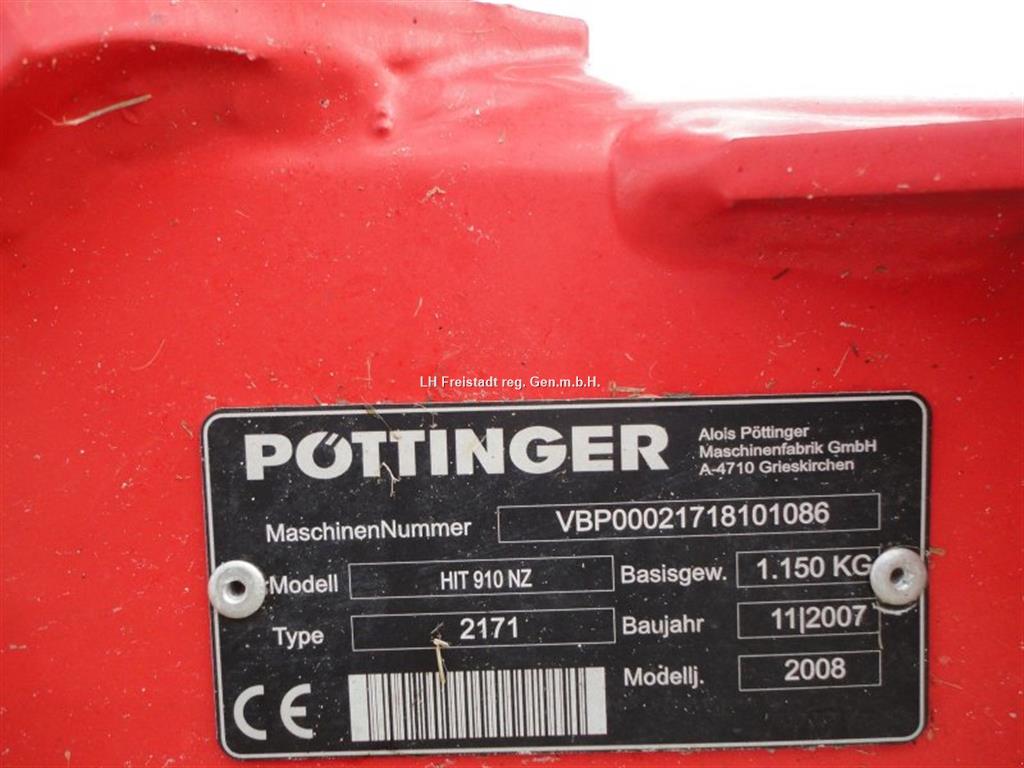 LH Freistadt reg. Gen.m.b.H.
PÖTTINGER
Alois Pöttinger
Maschinenfabrik GmbH
A-4710 Grieskirchen
MaschinenNummer VBP00021718101086
Modell HIT 910 NZ Basisgew. 1.150 KG
Type 2171 Baujahr 11|2007
Modellj. 2008
CE